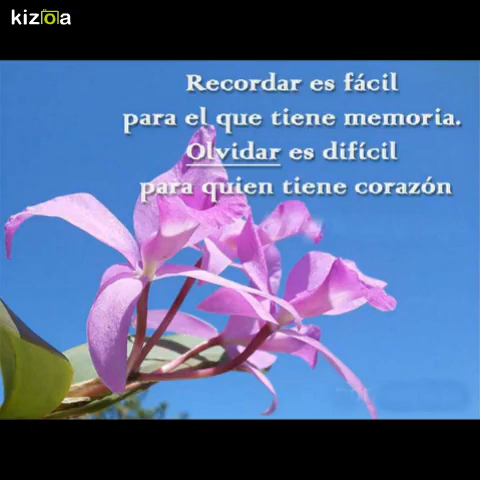 kizoa
Recordar es fácil
para el que tiene memoria.
Olvidar es difícil
para quien tiene corazón